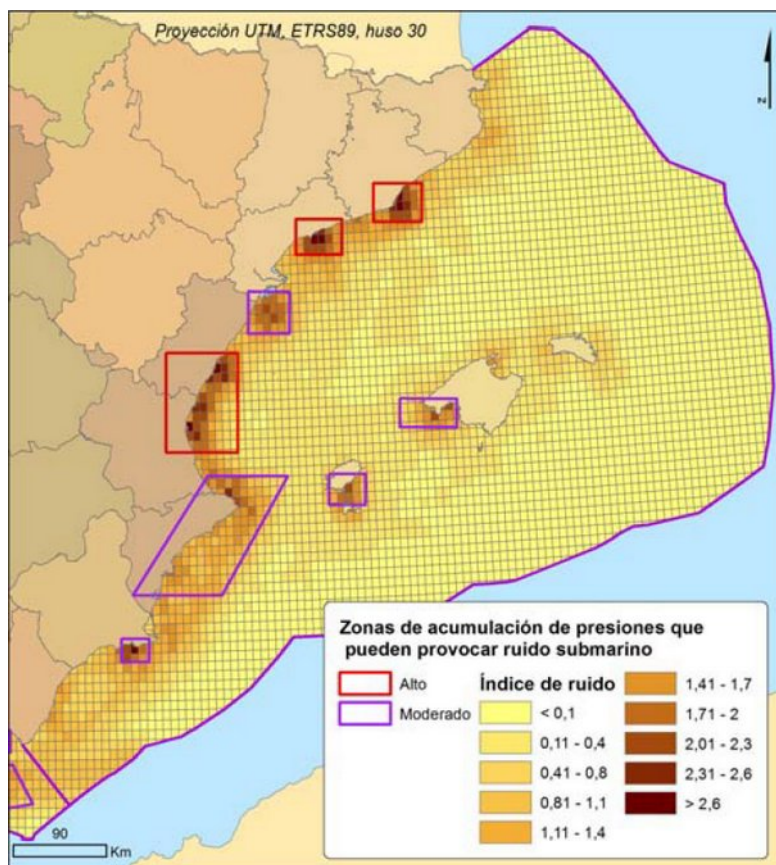 Proyección UTM, ETRS89, huso 30
N
Zonas de acumulación de presiones que
pueden provocar ruido submarino
Alto
Moderado
Índice de ruido
< 0,1
0,11 - 0,4
0,41 - 0,8
0,81 - 1,1
1,11 - 1,4
1,41 - 1,7
1,71 - 2
2,01 - 2,3
2,31 - 2,6
> 2,6
90
Km